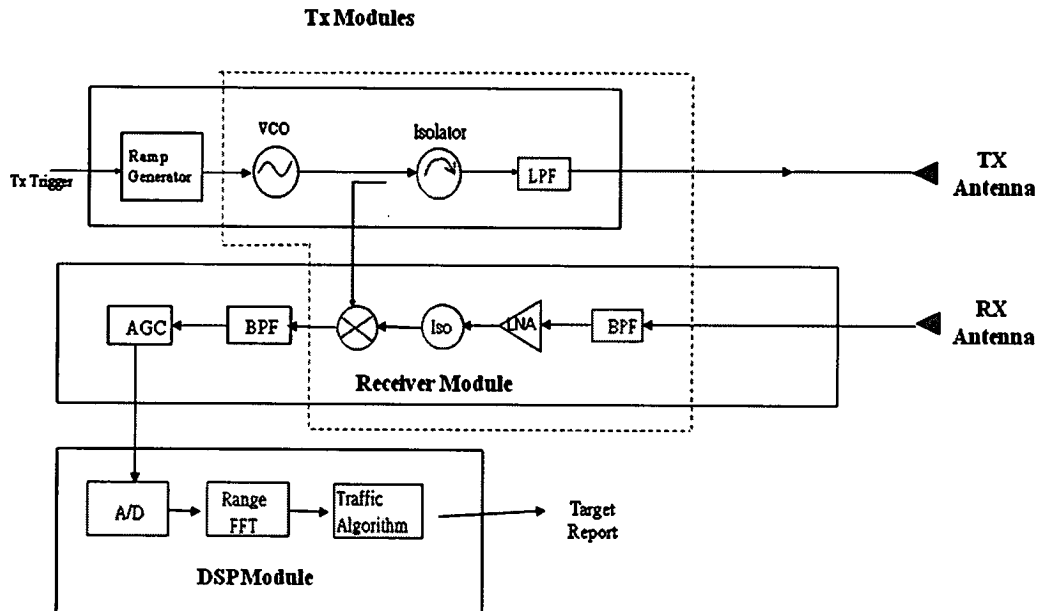 Tx Modules
VCO
Isolator
Ramp
Generator
Tx Trigger
LPF
TX
Antenna
AGC
BPF
Iso
LNA
BPF
RX
Antenna
Receiver Module
A/D
Range
FFT
Traffic
Algorithm
Target
Report
DSPModule